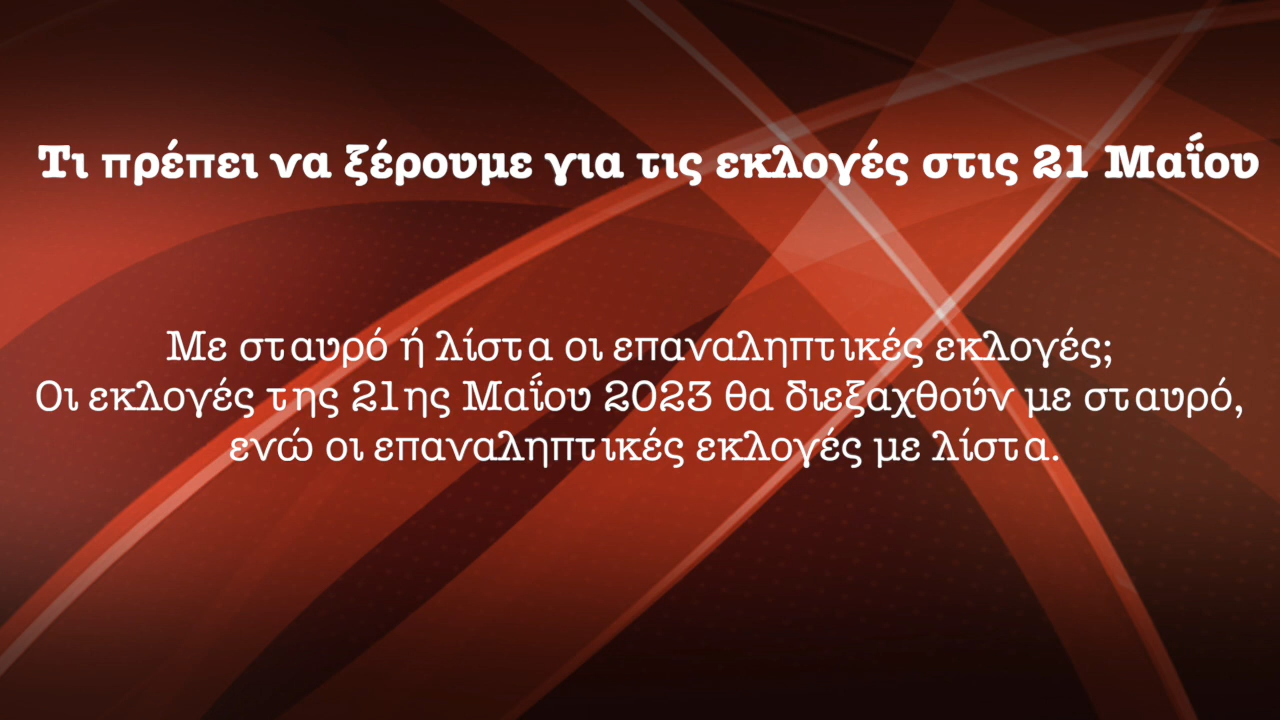 Τι πρέπει να ξέρουμε για τις εκλογές στις 21 Μαΐου
Με σταυρό ή λίστα οι επαναληπτικές εκλογές;
Οι εκλογές της 21ης Μαΐου 2023 θα διεξαχθούν με σταυρό,
ενώ οι επαναληπτικές εκλογές με λίστα.